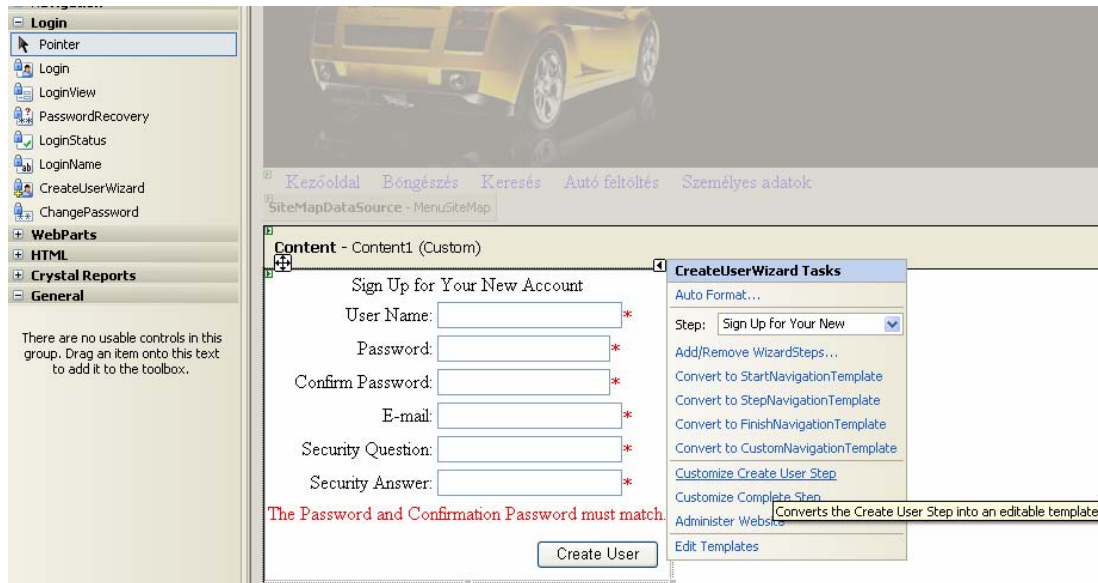 Login
Pointer
Login
LoginView
PasswordRecovery
LoginStatus
LoginName
CreateUserWizard
ChangePassword
WebParts
HTML
Crystal Reports
General
There are no usable controls in this
group. Drag an item onto this text
to add it to the toolbox.
Kezőoldal Böngészés Keresés Autó feltöltés Személyes adatok
SiteMapDataSource - MenuSiteMap
Content - Content1 (Custom)
Sign Up for Your New Account
User Name: *
Password: *
Confirm Password: *
E-mail: *
Security Question: *
Security Answer: *
The Password and Confirmation Password must match.
Create User
CreateUserWizard Tasks
Auto Format...
Step: Sign Up for Your New
Add/Remove WizardSteps...
Convert to StartNavigationTemplate
Convert to StepNavigationTemplate
Convert to FinishNavigationTemplate
Convert to CustomNavigationTemplate
Customize Create User Step
Customize Complete Step
Converts the Create User Step into an editable template
Administer Website
Edit Templates